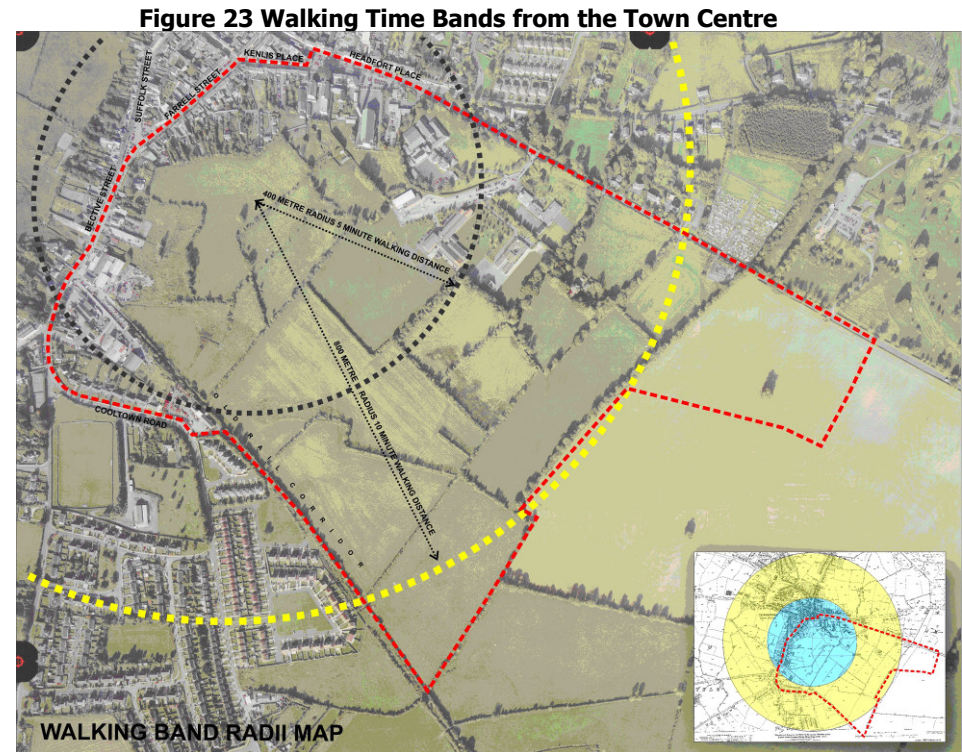 Figure 23 Walking Time Bands from the Town Centre
KENLIS PLACE
HEADFORT PLACE
SUFFOLK STREET
FARRELL STREET
BECTIVE STREET
400 METRE RADIUS 5 MINUTE WALKING DISTANCE
800 METRE RADIUS 10 MINUTE WALKING DISTANCE
COOLTOWN ROAD
RAIL CORRIDOR
WALKING BAND RADII MAP